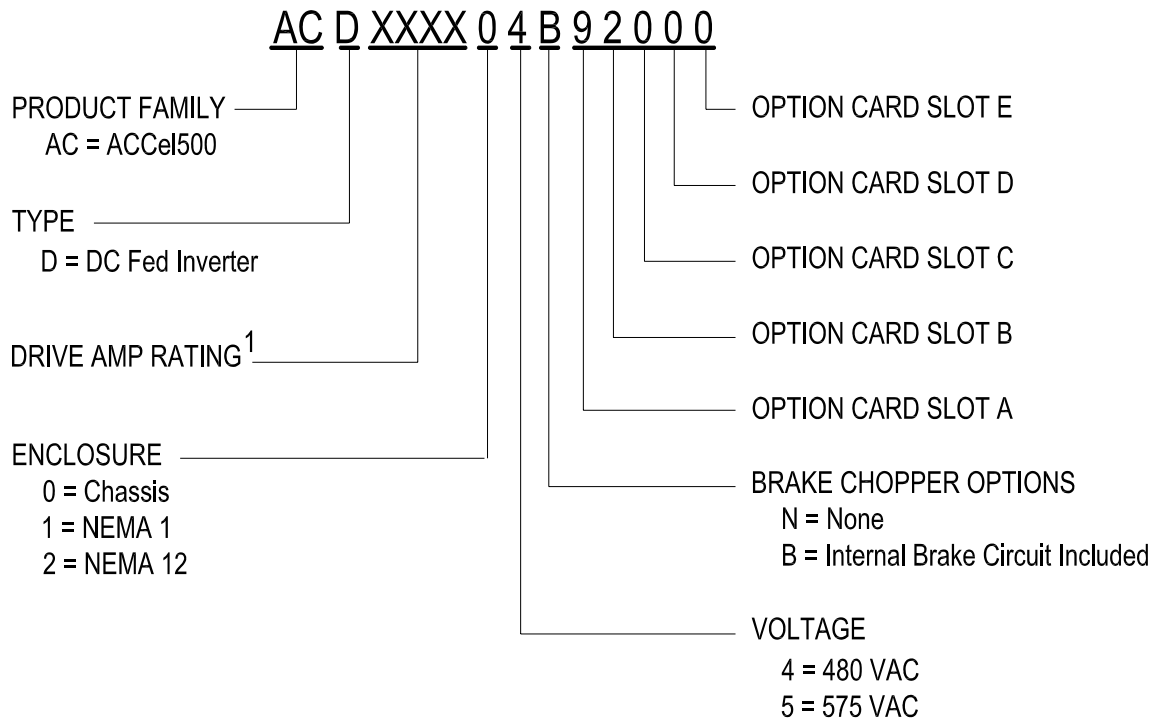 AC D XXXX 0 4 B 9 2 0 0 0
PRODUCT FAMILY
AC = ACCel500
TYPE
D = DC Fed Inverter
DRIVE AMP RATING 1
ENCLOSURE
0 = Chassis
1 = NEMA 1
2 = NEMA 12
OPTION CARD SLOT E
OPTION CARD SLOT D
OPTION CARD SLOT C
OPTION CARD SLOT B
OPTION CARD SLOT A
BRAKE CHOPPER OPTIONS
N = None
B = Internal Brake Circuit Included
VOLTAGE
4 = 480 VAC
5 = 575 VAC